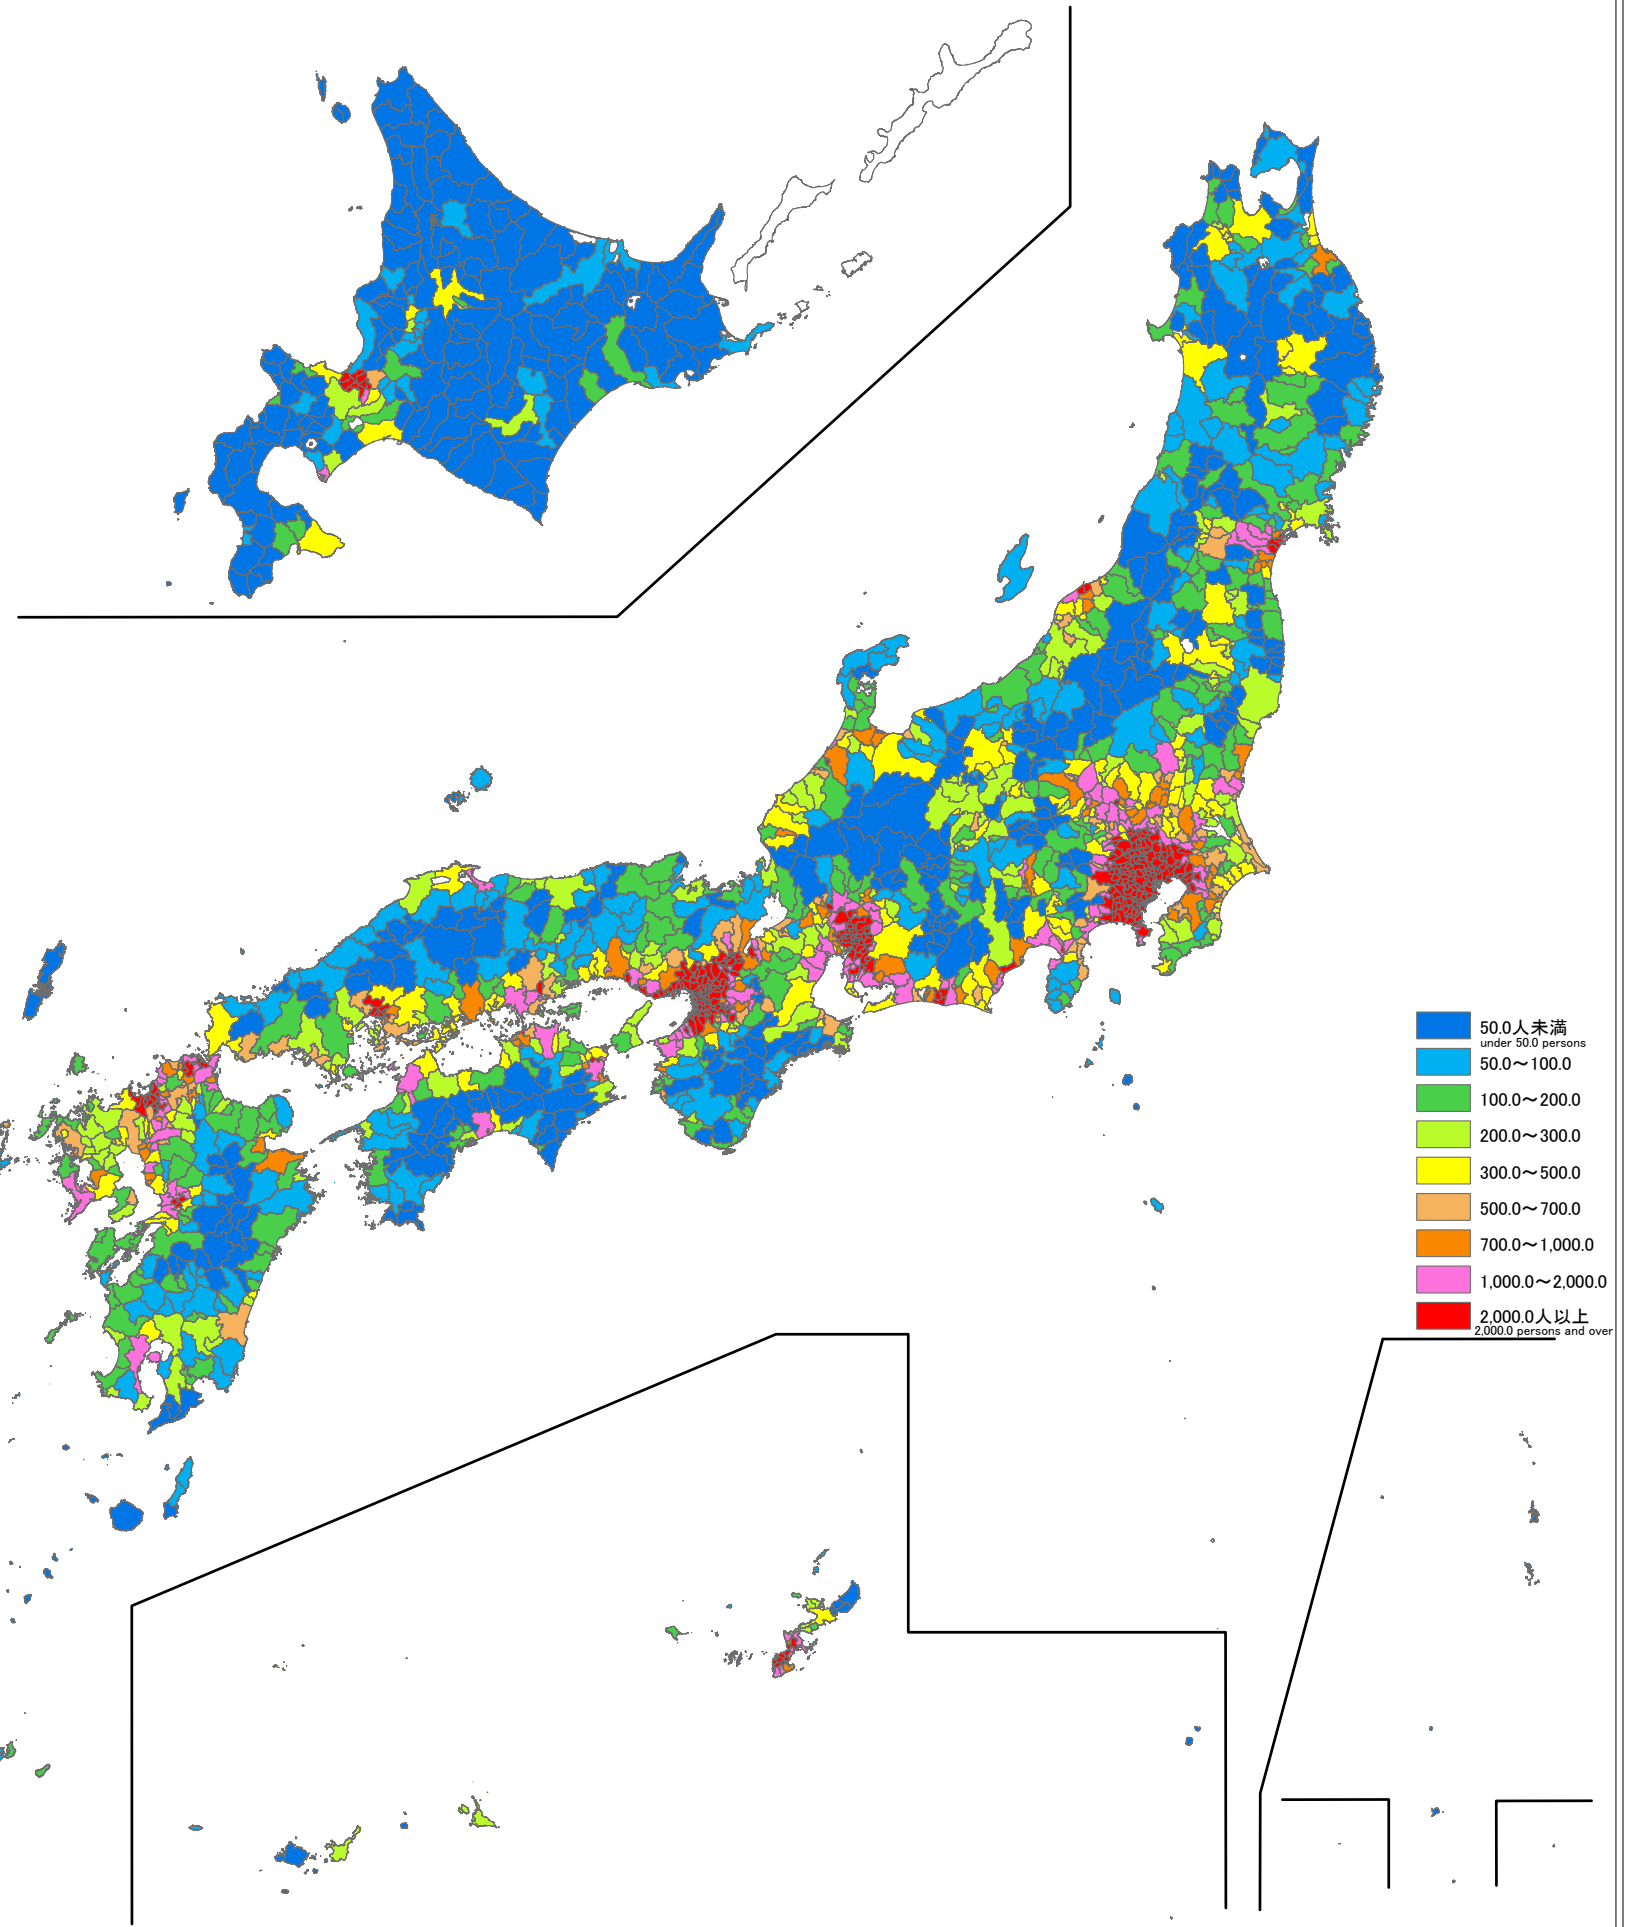 50.0人未満
under 50.0 persons
50.0～100.0
100.0～200.0
200.0～300.0
300.0～500.0
500.0～700.0
700.0～1,000.0
1,000.0～2,000.0
2,000.0人以上
2,000.0 persons and over